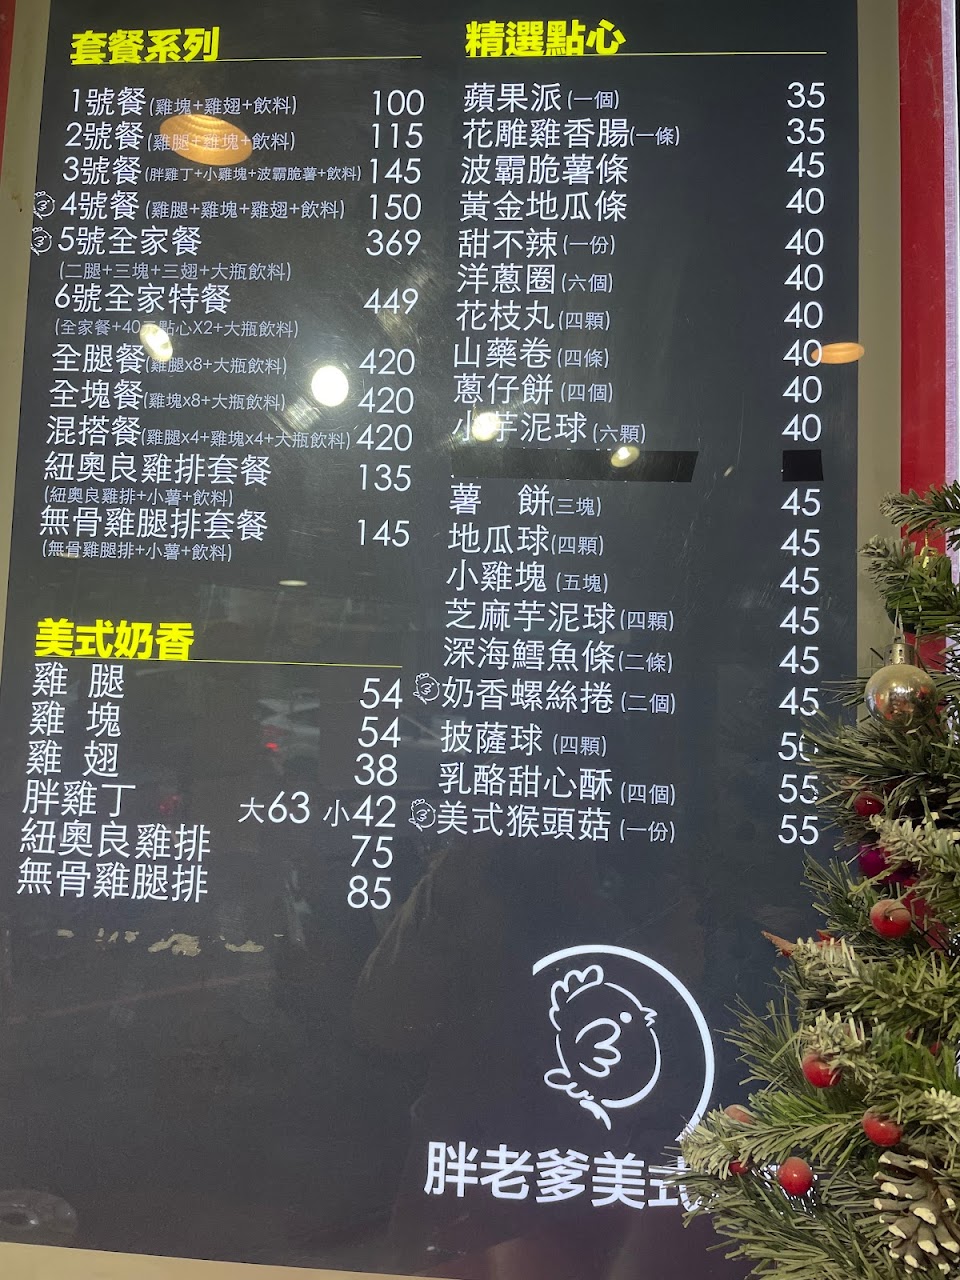 套餐系列
1號餐(雞塊+雞翅+飲料) 100
2號餐(雞腿+雞塊+飲料) 115
3號餐(胖雞丁+小雞塊+波霸脆薯+飲料) 145
4號餐(雞腿+雞塊+雞翅+飲料) 150
5號全家餐 369
(二腿+三塊+三翅+大瓶飲料)
6號全家特餐 449
(全家餐+40元點心X2+大瓶飲料)
全腿餐(雞腿x8+大瓶飲料) 420
全塊餐(雞塊x8+大瓶飲料) 420
混搭餐(雞腿x4+雞塊x4+大瓶飲料) 420
紐奧良雞排套餐 135
(紐奧良雞排+小薯+飲料)
無骨雞腿排套餐 145
(無骨雞腿排+小薯+飲料)
美式奶香
雞 腿 54
雞 塊 54
雞 翅 38
胖雞丁 大63 小42
紐奧良雞排 75
無骨雞腿排 85
精選點心
蘋果派(一個) 35
花雕雞香腸(一條) 35
波霸脆薯條 45
黃金地瓜條 40
甜不辣(一份) 40
洋蔥圈(六個) 40
花枝丸(四顆) 40
山藥卷(四條) 40
蔥仔餅(四個) 40
小芋泥球(六顆) 40
薯 餅(三塊) 45
地瓜球(四顆) 45
小雞塊(五塊) 45
芝麻芋泥球(四顆) 45
深海鱈魚條(二條) 45
奶香螺絲捲(二個) 45
披薩球(四顆) 50
乳酪甜心酥(四個) 55
美式猴頭菇(一份) 55
胖老爹美式